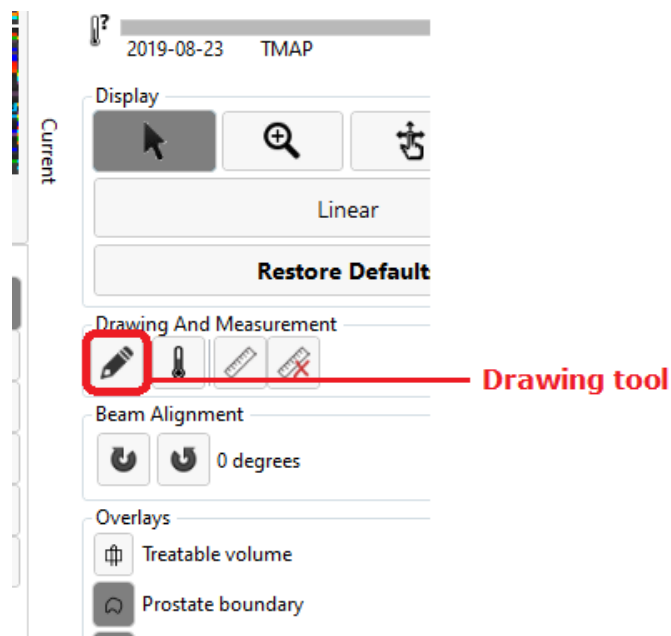 ?
2019-08-23 TMAP
Display
Current
Linear
Restore Default
Drawing And Measurement
Drawing tool
Beam Alignment
0 degrees
Overlays
Treatable volume
Prostate boundary